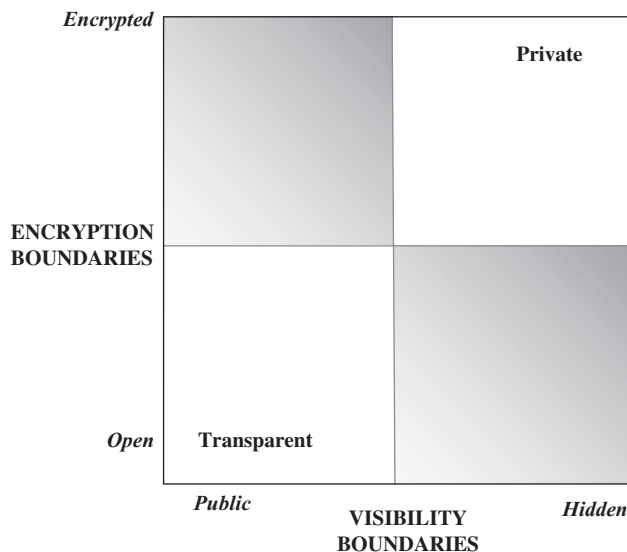 Encrypted
Private
ENCRYPTION
BOUNDARIES
Open
Transparent
Public
VISIBILITY
BOUNDARIES
Hidden